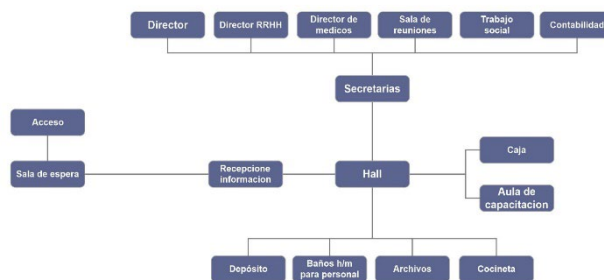 Director
Director RRHH
Director de
medicos
Sala de
reuniones
Trabajo
social
Contabilidad
Secretarias
Acceso
Sala de espera
Recepcione
informacion
Hall
Caja
Aula de
capacitacion
Depósito
Baños h/m
para personal
Archivos
Cocineta